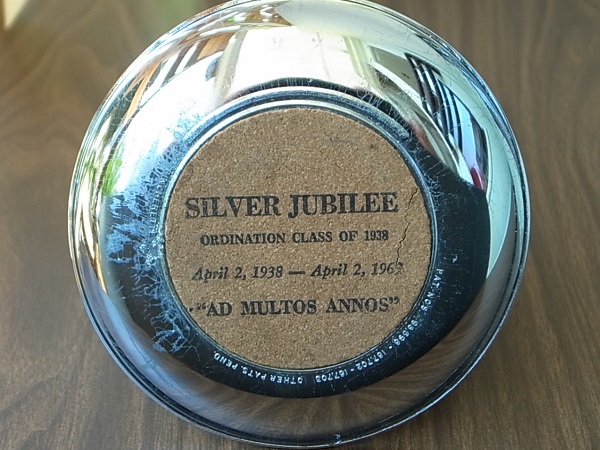 SILVER JUBILEE
ORDINATION CLASS OF 1938
April 2, 1938 — April 2, 1963
"AD MULTOS ANNOS"
OTHER PATS. PEND.